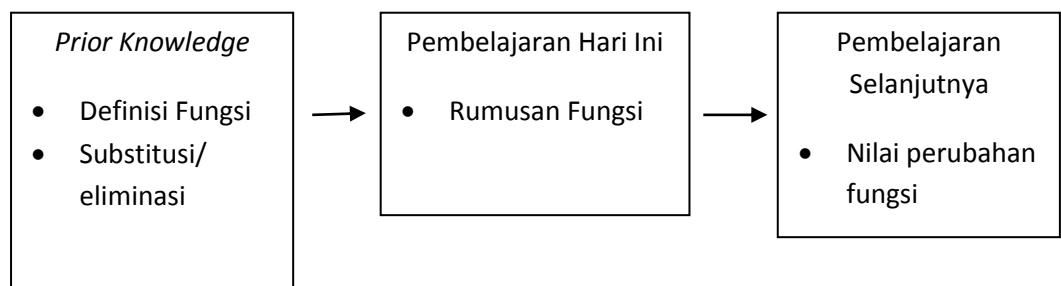 Prior Knowledge
• Definisi Fungsi
• Substitusi/
eliminasi
Pembelajaran Hari Ini
• Rumusan Fungsi
Pembelajaran
Selanjutnya
• Nilai perubahan
fungsi